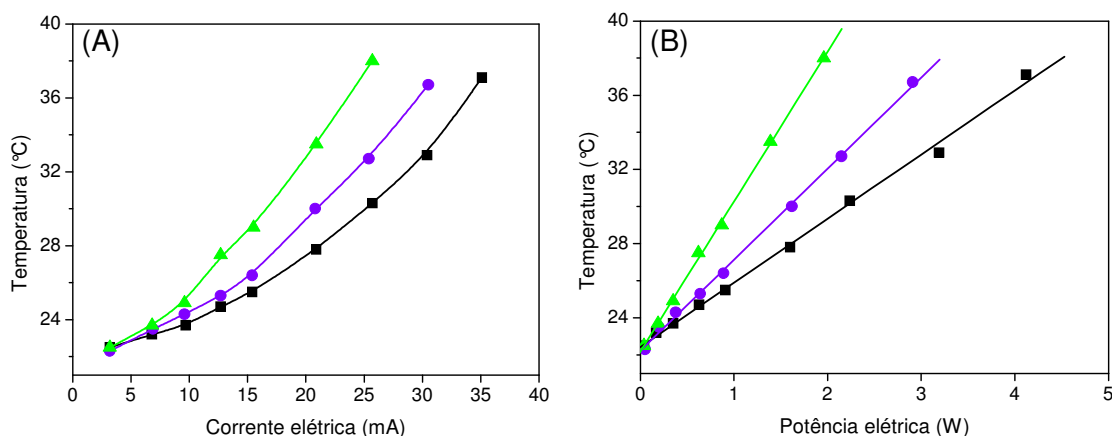 (A)
40
36
32
28
24
0 5 10 15 20 25 30 35 40
Temperatura (°C)
Corrente elétrica (mA)
(B)
40
36
32
28
24
0 1 2 3 4 5
Temperatura (°C)
Potência elétrica (W)